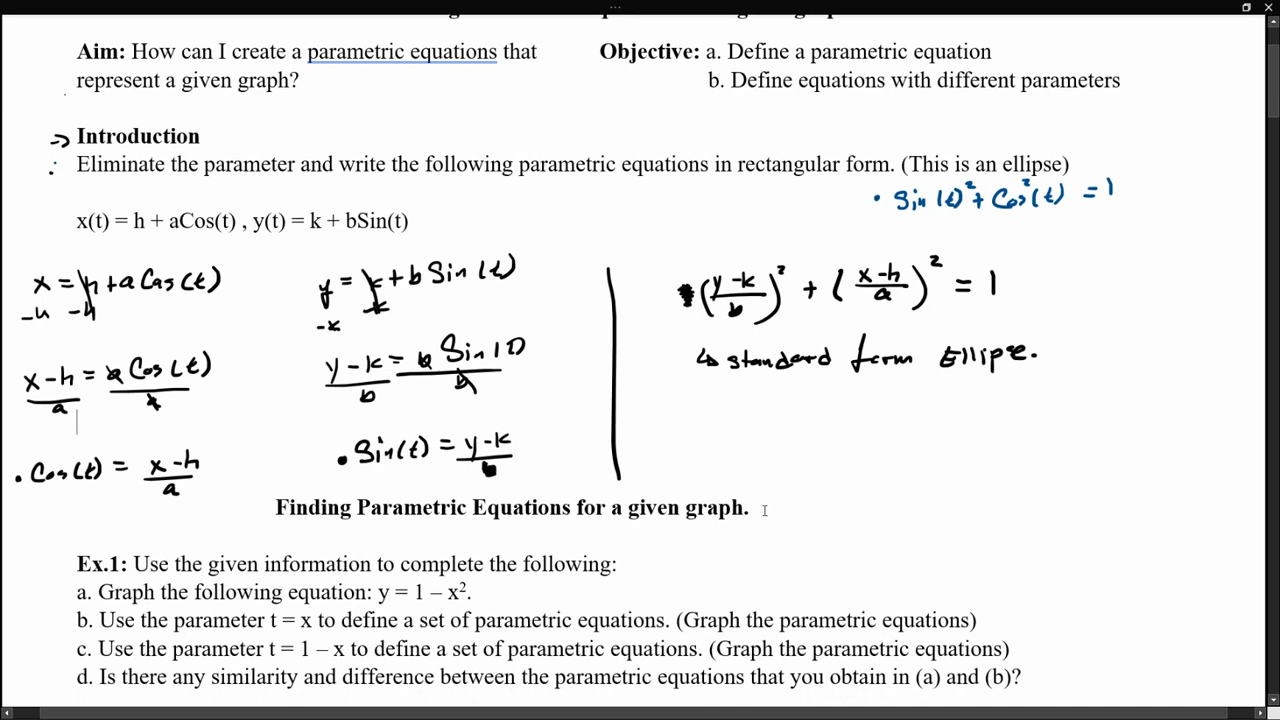 Aim: How can I create a parametric equations that
represent a given graph?
Objective: a. Define a parametric equation
b. Define equations with different parameters
→ Introduction
Eliminate the parameter and write the following parametric equations in rectangular form. (This is an ellipse)
• Sin(t)² + Cos²(t) = 1
x(t) = h + aCos(t) , y(t) = k + bSin(t)
x = h + a Cos(t)
-h -h
x-h = a Cos(t)
a a
• Cos(t) = x-h
a
y = k + b Sin(t)
-k -k
y-k = b Sin(t)
b b
• Sin(t) = y-k
b
(y-k/b)² + (x-h/a)² = 1
↳ standard form Ellipse.
Finding Parametric Equations for a given graph.
Ex.1: Use the given information to complete the following:
a. Graph the following equation: y = 1 – x².
b. Use the parameter t = x to define a set of parametric equations. (Graph the parametric equations)
c. Use the parameter t = 1 – x to define a set of parametric equations. (Graph the parametric equations)
d. Is there any similarity and difference between the parametric equations that you obtain in (a) and (b)?